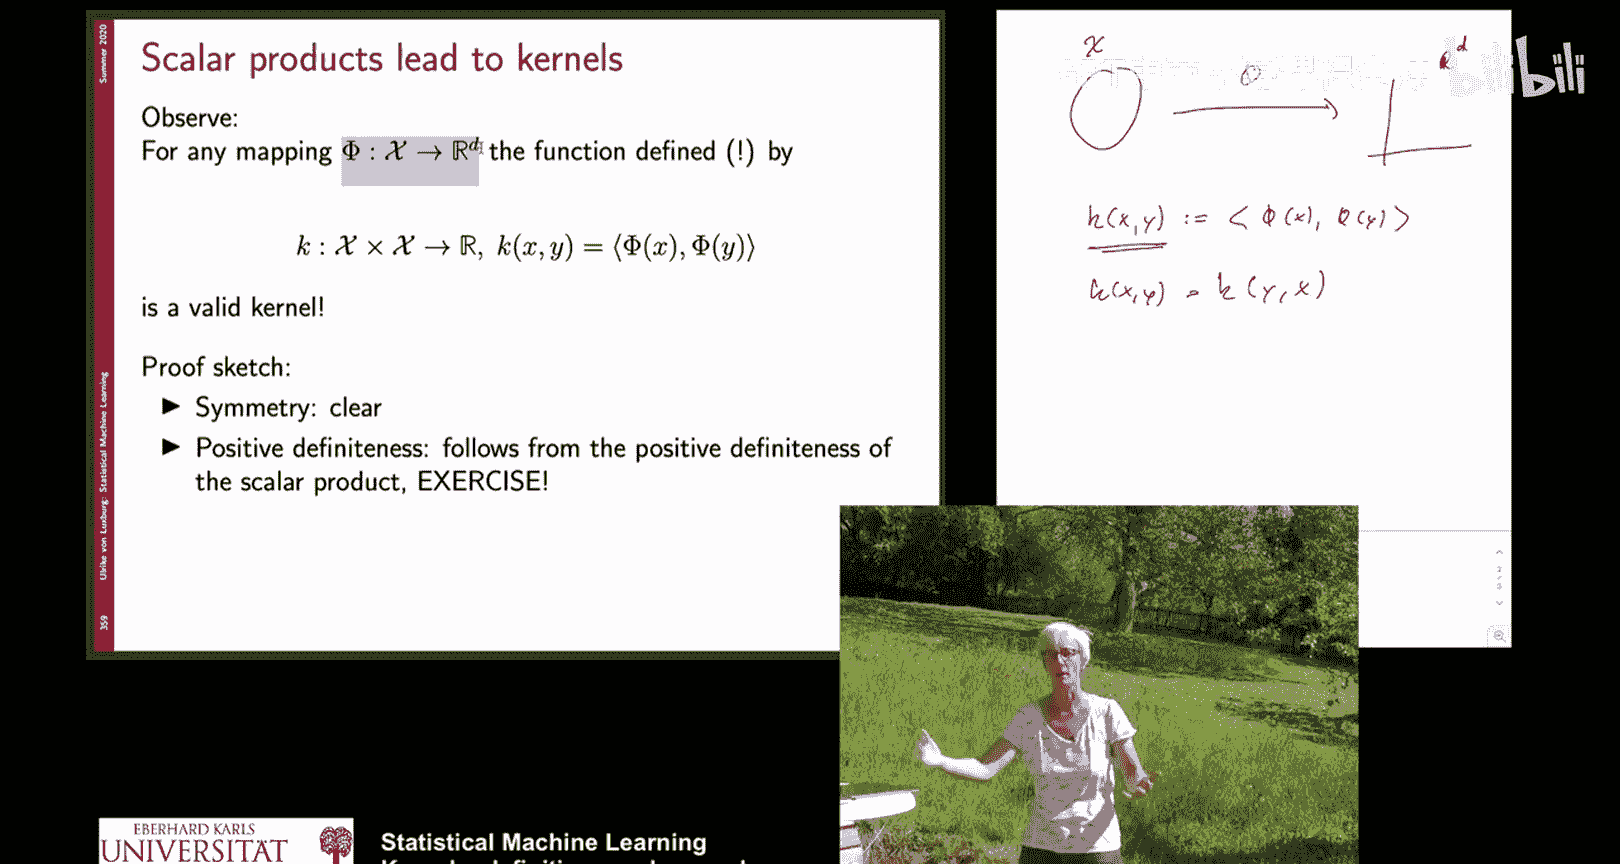 Summer 2020
Scalar products lead to kernels
Observe:
For any mapping Φ : 𝒳 → ℝᵈ the function defined (!) by
k : 𝒳 × 𝒳 → ℝ, k(x, y) = ⟨Φ(x), Φ(y)⟩
is a valid kernel!
Proof sketch:
▶ Symmetry: clear
▶ Positive definiteness: follows from the positive definiteness of
the scalar product, EXERCISE!
Ulrike von Luxburg: Statistical Machine Learning
359
𝒳
Φ
ℝᵈ
k(x,y) := < Φ(x), Φ(y) >
k(x,y) = k(y,x)
bilibili
EBERHARD KARLS
UNIVERSITÄT
Statistical Machine Learning